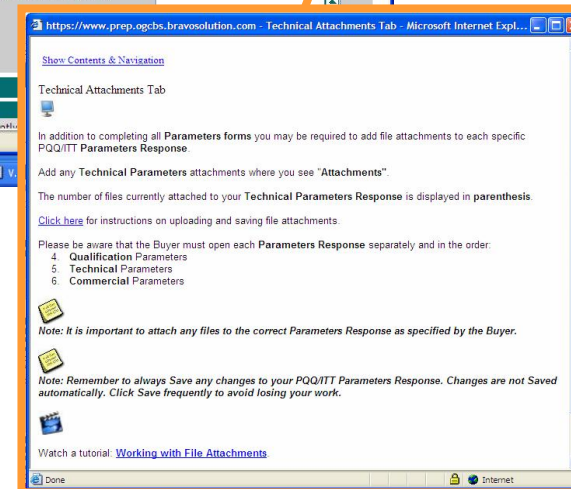 https://www.prep.ogcbs.bravosolution.com - Technical Attachments Tab - Microsoft Internet Expl...
Show Contents & Navigation
Technical Attachments Tab
In addition to completing all Parameters forms you may be required to add file attachments to each specific
PQQ/ITT Parameters Response.
Add any Technical Parameters attachments where you see "Attachments".
The number of files currently attached to your Technical Parameters Response is displayed in parenthesis.
Click here for instructions on uploading and saving file attachments.
Please be aware that the Buyer must open each Parameters Response separately and in the order:
4. Qualification Parameters
5. Technical Parameters
6. Commercial Parameters
Note: It is important to attach any files to the correct Parameters Response as specified by the Buyer.
Note: Remember to always Save any changes to your PQQ/ITT Parameters Response. Changes are not Saved
automatically. Click Save frequently to avoid losing your work.
Watch a tutorial: Working with File Attachments.
Done
Internet